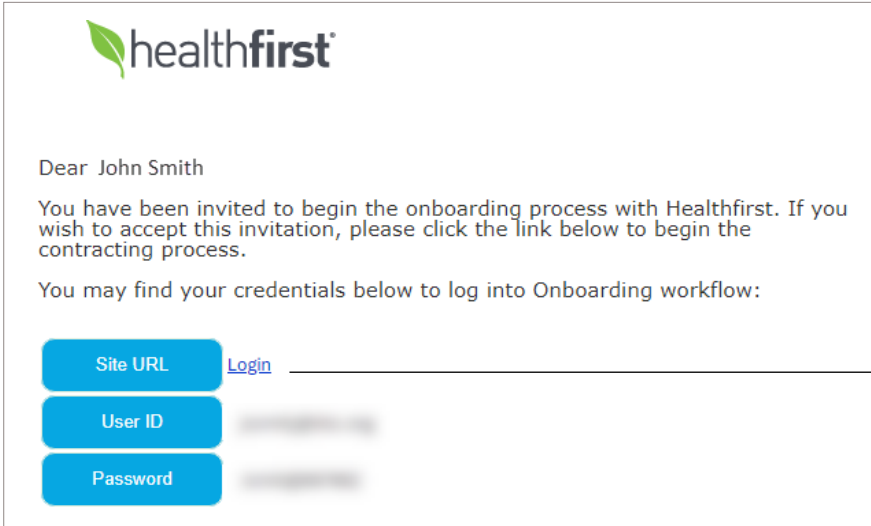 healthfirst®
Dear John Smith
You have been invited to begin the onboarding process with Healthfirst. If you
wish to accept this invitation, please click the link below to begin the
contracting process.
You may find your credentials below to log into Onboarding workflow:
Site URL Login
User ID
Password